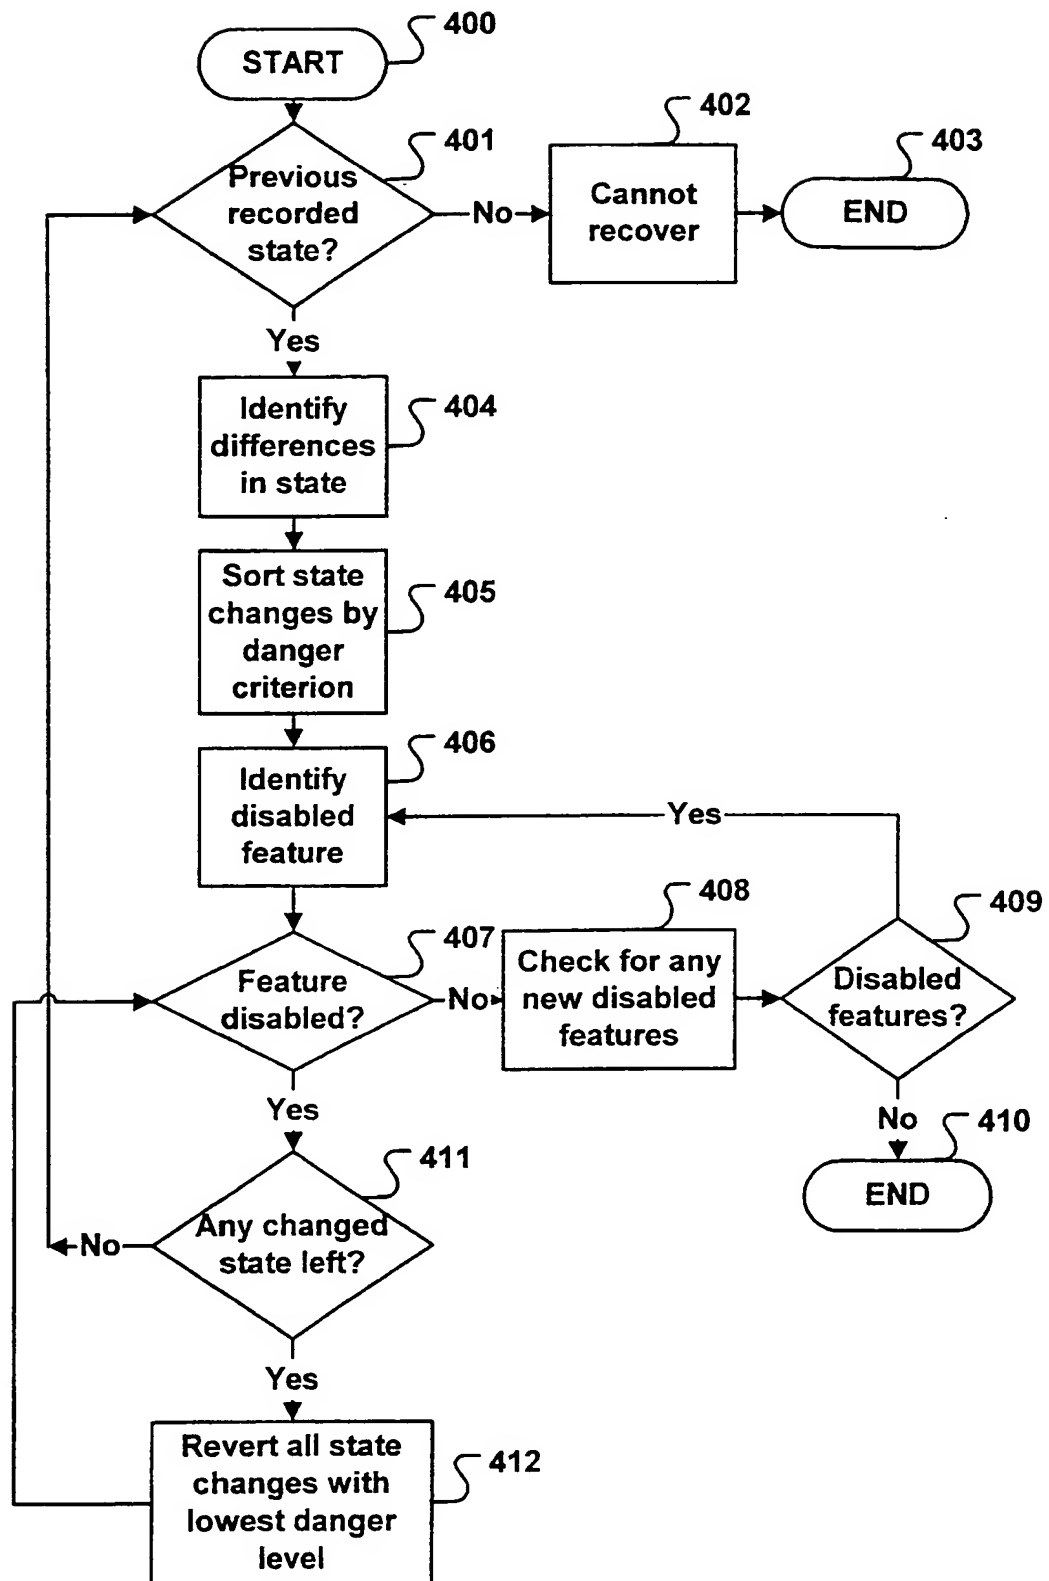 400
START
401
Previous
recorded
state?
No
402
Cannot
recover
403
END
Yes
404
Identify
differences
in state
405
Sort state
changes by
danger
criterion
406
Identify
disabled
feature
Yes
407
Feature
disabled?
No
408
Check for any
new disabled
features
409
Disabled
features?
No
410
END
Yes
411
Any changed
state left?
No
Yes
412
Revert all state
changes with
lowest danger
level